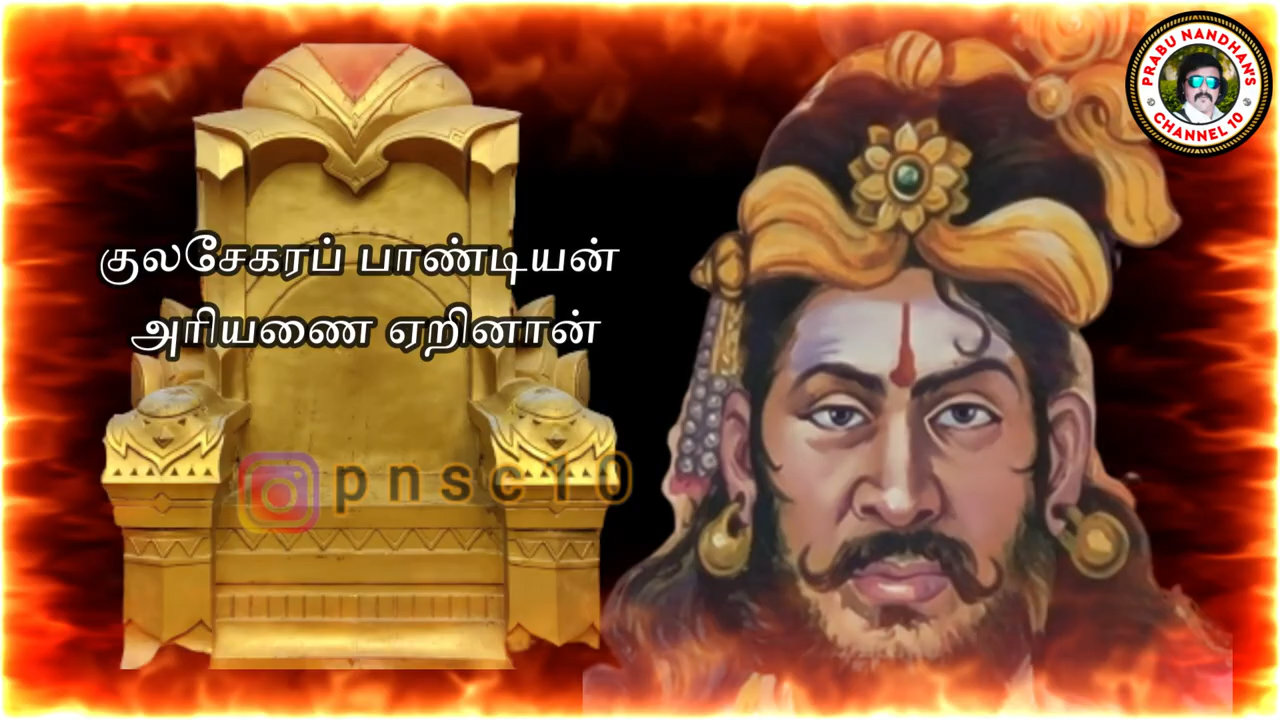 PRABU NANDHAN'S
CHANNEL 10
குலசேகரப் பாண்டியன்
அரியணை ஏறினான்
pnsc10